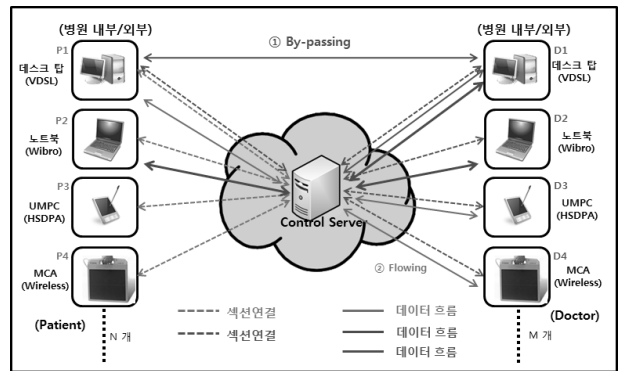 (병원 내부/외부)
(병원 내부/외부)
P1
① By-passing
D1
데스크 탑
(VDSL)
데스크 탑
(VDSL)
P2
노트북
(Wibro)
D2
노트북
(Wibro)
P3
UMPC
(HSDPA)
D3
UMPC
(HSDPA)
Control Server
P4
MCA
(Wireless)
② Flowing
D4
MCA
(Wireless)
(Patient)
N 개
섹션연결
데이터 흐름
섹션연결
데이터 흐름
데이터 흐름
(Doctor)
M 개